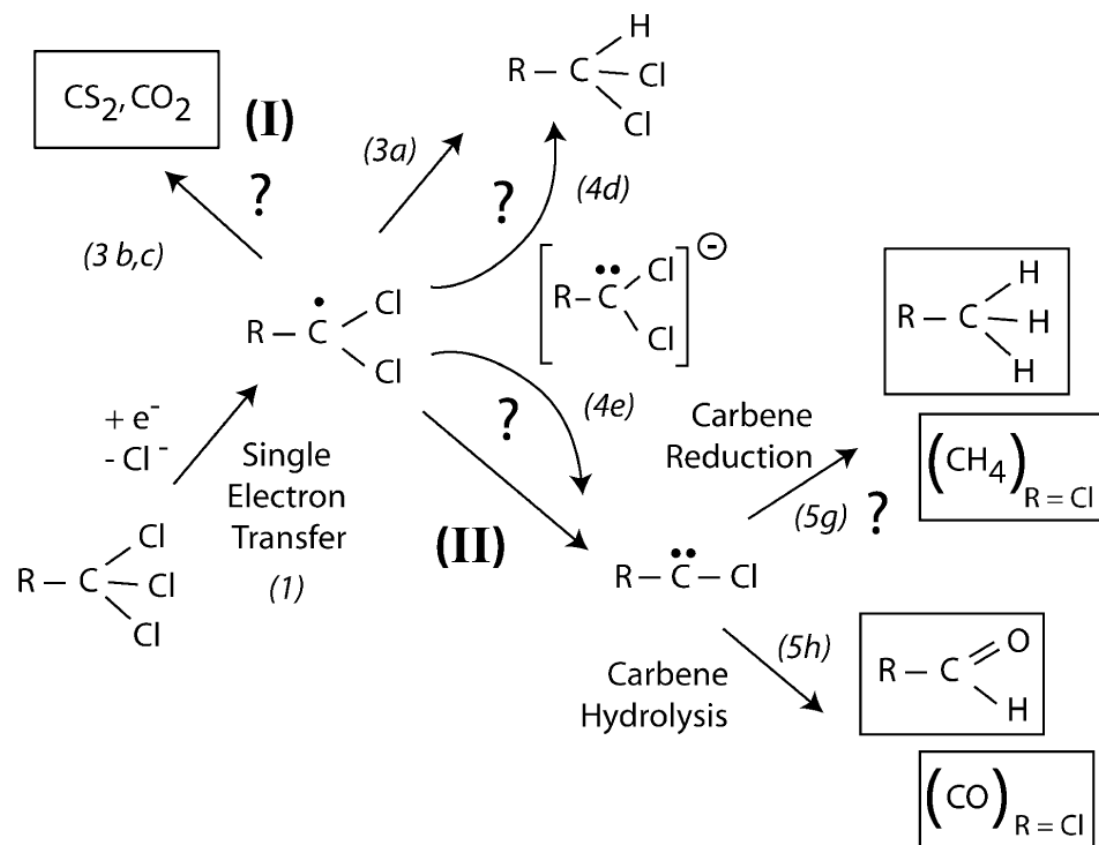 H
R – C – Cl
Cl
CS2, CO2
(I)
(3a)
?
?
(4d)
(3 b,c)
R – C
Cl
Cl
R – C
Cl
Cl
–
?
(4e)
+ e-
- Cl -
Single
Electron
Transfer
(1)
(II)
Carbene
Reduction
(5g) ?
R – C – H
H
H
(CH4) R = Cl
R – C – Cl
Cl
Cl
R – C – Cl
Carbene
Hydrolysis
(5h)
R – C
O
H
(CO) R = Cl